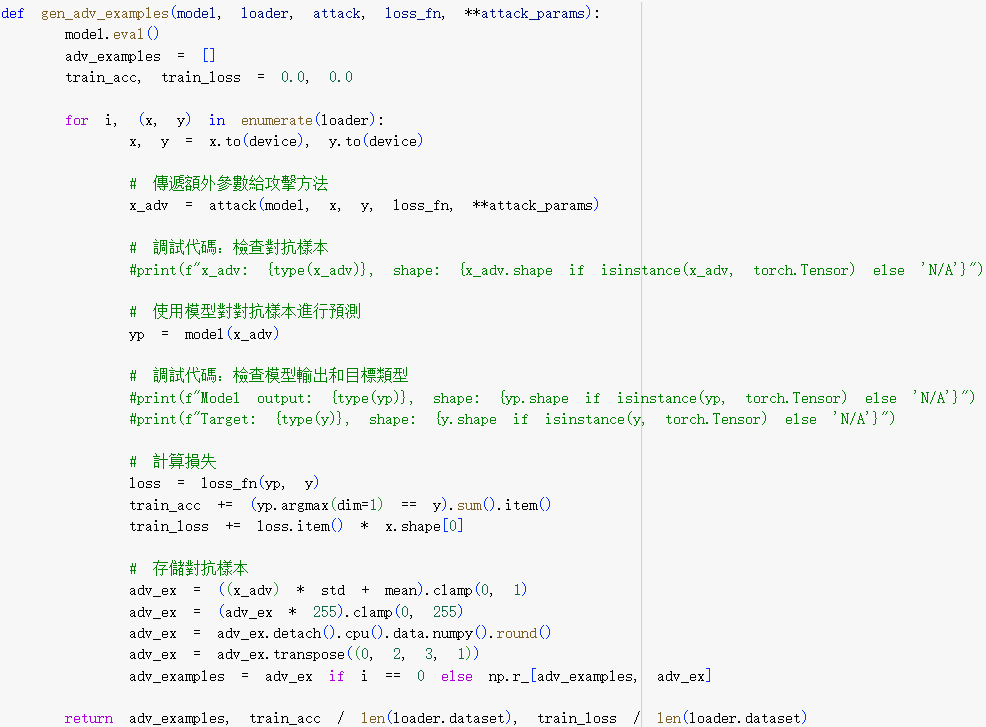 def gen_adv_examples(model, loader, attack, loss_fn, **attack_params):
model.eval()
adv_examples = []
train_acc, train_loss = 0.0, 0.0
for i, (x, y) in enumerate(loader):
x, y = x.to(device), y.to(device)
# 傳遞額外參數給攻擊方法
x_adv = attack(model, x, y, loss_fn, **attack_params)
# 調試代碼：檢查對抗樣本
#print(f"x_adv: {type(x_adv)}, shape: {x_adv.shape if isinstance(x_adv, torch.Tensor) else 'N/A'}")
# 使用模型對對抗樣本進行預測
yp = model(x_adv)
# 調試代碼：檢查模型輸出和目標類型
#print(f"Model output: {type(yp)}, shape: {yp.shape if isinstance(yp, torch.Tensor) else 'N/A'}")
#print(f"Target: {type(y)}, shape: {y.shape if isinstance(y, torch.Tensor) else 'N/A'}")
# 計算損失
loss = loss_fn(yp, y)
train_acc += (yp.argmax(dim=1) == y).sum().item()
train_loss += loss.item() * x.shape[0]
# 存儲對抗樣本
adv_ex = ((x_adv) * std + mean).clamp(0, 1)
adv_ex = (adv_ex * 255).clamp(0, 255)
adv_ex = adv_ex.detach().cpu().data.numpy().round()
adv_ex = adv_ex.transpose((0, 2, 3, 1))
adv_examples = adv_ex if i == 0 else np.r_[adv_examples, adv_ex]
return adv_examples, train_acc / len(loader.dataset), train_loss / len(loader.dataset)